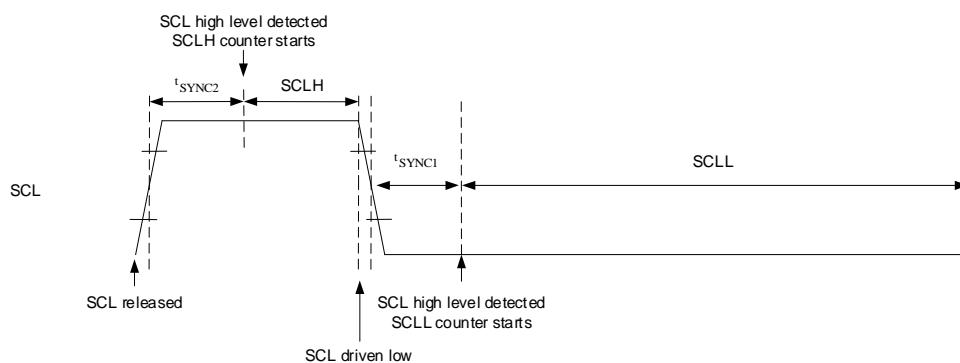 SCL high level detected
SCLH counter starts
tSYNC2
SCLH
tSYNC1
SCLL
SCL
SCL released
SCL high level detected
SCLL counter starts
SCL driven low